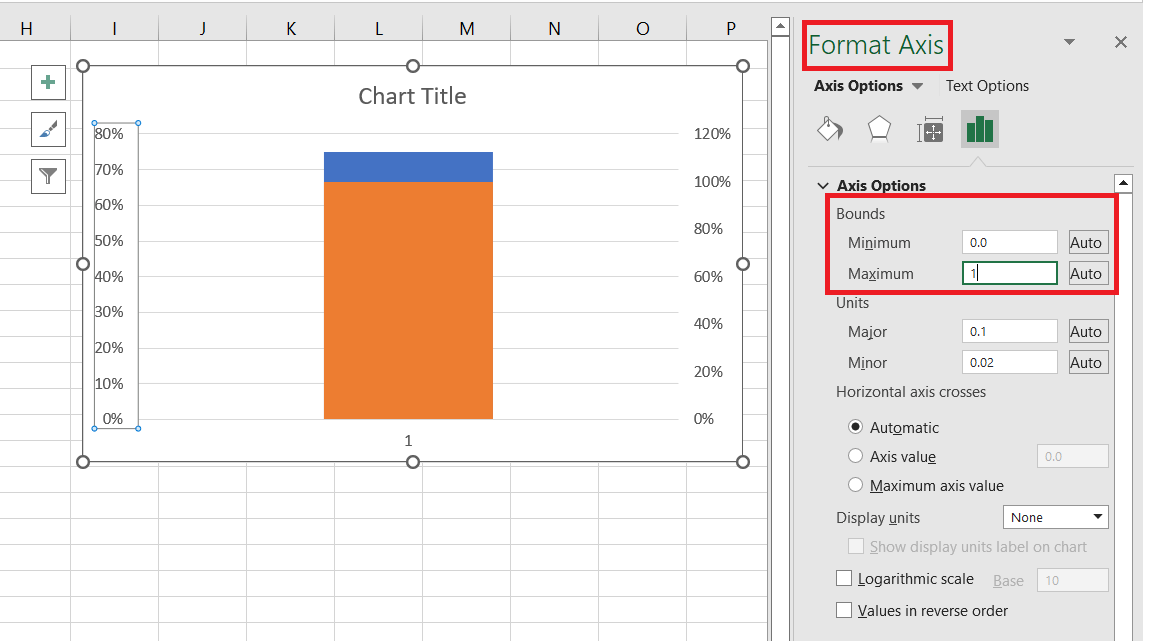 H I J K L M N O P
Chart Title
80%
70%
60%
50%
40%
30%
20%
10%
0%
120%
100%
80%
60%
40%
20%
0%
1
Format Axis
Axis Options Text Options
Axis Options
Bounds
Minimum 0.0 Auto
Maximum 1 Auto
Units
Major 0.1 Auto
Minor 0.02 Auto
Horizontal axis crosses
Automatic
Axis value 0.0
Maximum axis value
Display units None
Show display units label on chart
Logarithmic scale Base 10
Values in reverse order